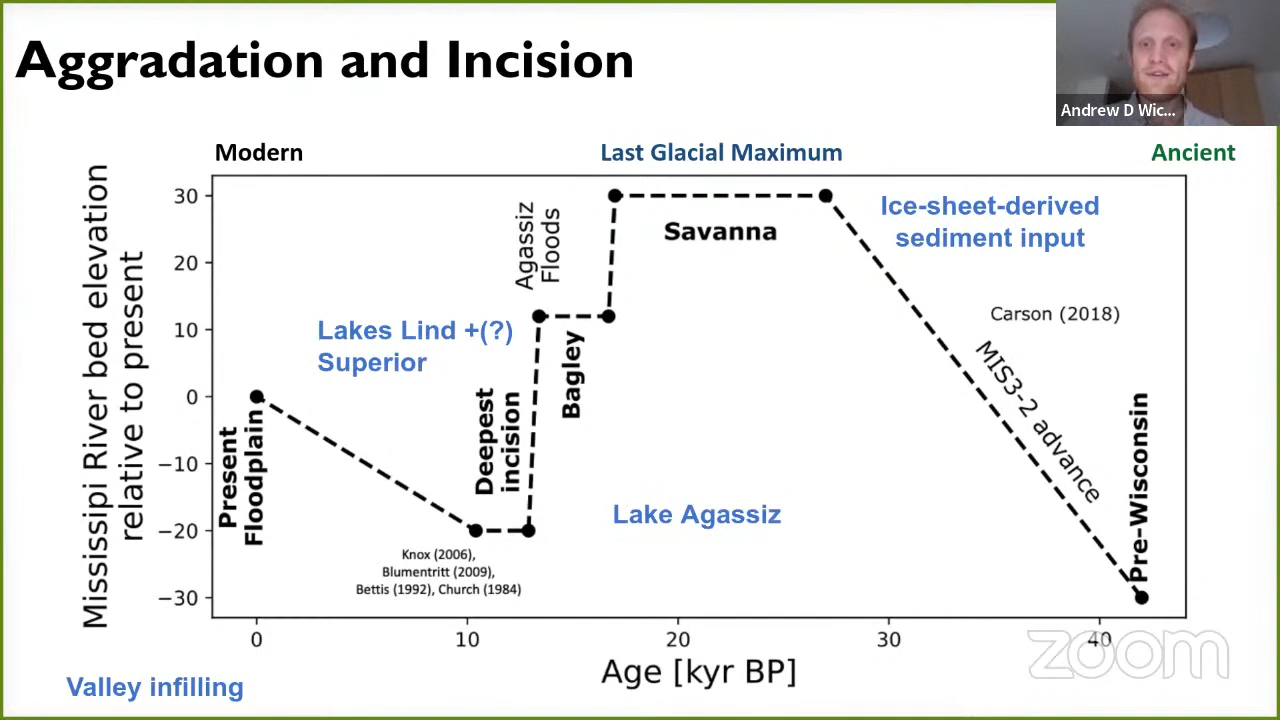 Aggradation and Incision
Andrew D Wic...
Modern
Last Glacial Maximum
Ancient
Mississipi River bed elevation
relative to present
30
20
10
0
−10
−20
−30
Agassiz
Floods
Savanna
Ice-sheet-derived
sediment input
Lakes Lind +(?)
Superior
Carson (2018)
Bagley
Deepest
incision
MIS3-2 advance
Present
Floodplain
Pre-Wisconsin
Lake Agassiz
Knox (2006),
Blumentritt (2009),
Bettis (1992), Church (1984)
0
10
20
30
40
Age [kyr BP]
zoom
Valley infilling